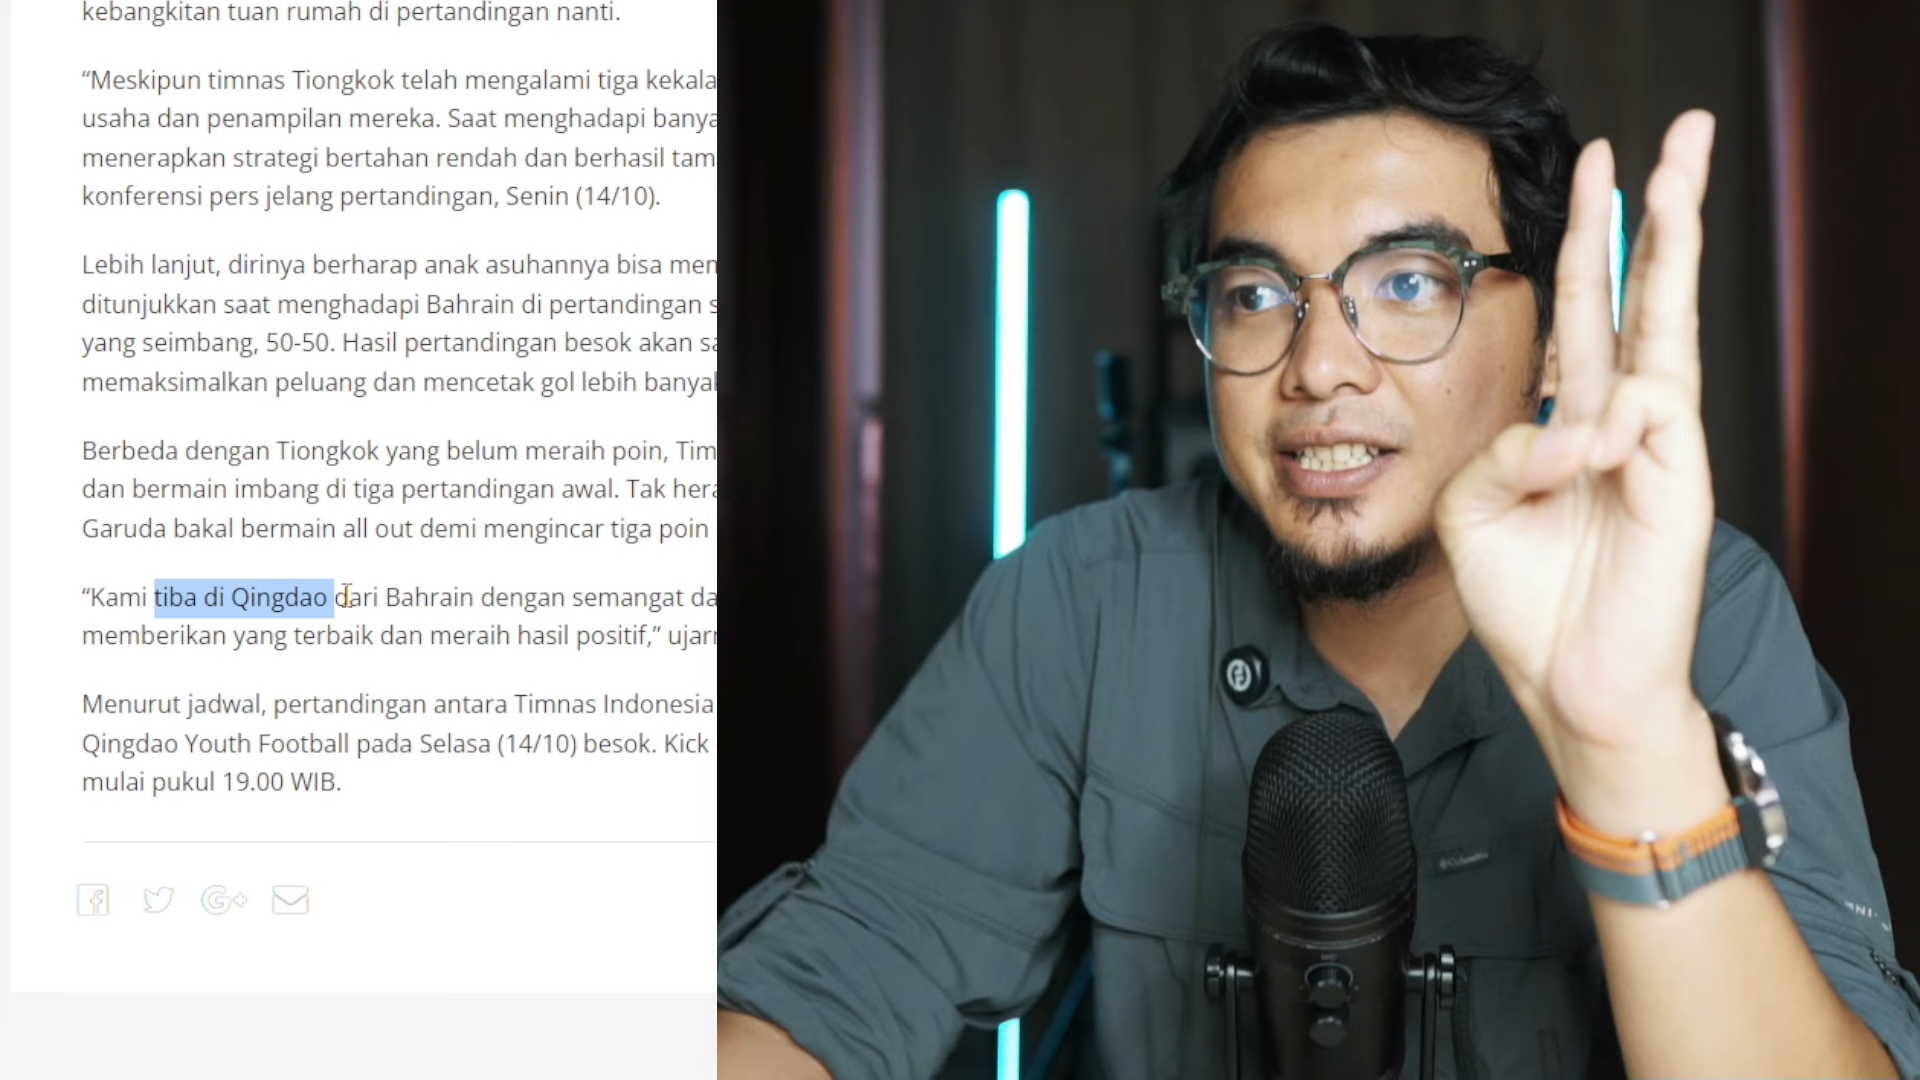 kebangkitan tuan rumah di pertandingan nanti.
“Meskipun timnas Tiongkok telah mengalami tiga
usaha dan penampilan mereka. Saat menghadapi
menerapkan strategi bertahan rendah dan berhasil
konferensi pers jelang pertandingan, Senin (14/10).
Lebih lanjut, dirinya berharap anak asuhannya bisa
ditunjukkan saat menghadapi Bahrain di pertandingan
yang seimbang, 50-50. Hasil pertandingan besok akan
memaksimalkan peluang dan mencetak gol lebih
Berbeda dengan Tiongkok yang belum meraih poin,
dan bermain imbang di tiga pertandingan awal. Tak
Garuda bakal bermain all out demi mengincar tiga poin
“Kami tiba di Qingdao dari Bahrain dengan semangat
memberikan yang terbaik dan meraih hasil positif,”
Menurut jadwal, pertandingan antara Timnas Indonesia
Qingdao Youth Football pada Selasa (14/10) besok. Kick
mulai pukul 19.00 WIB.
Columbia